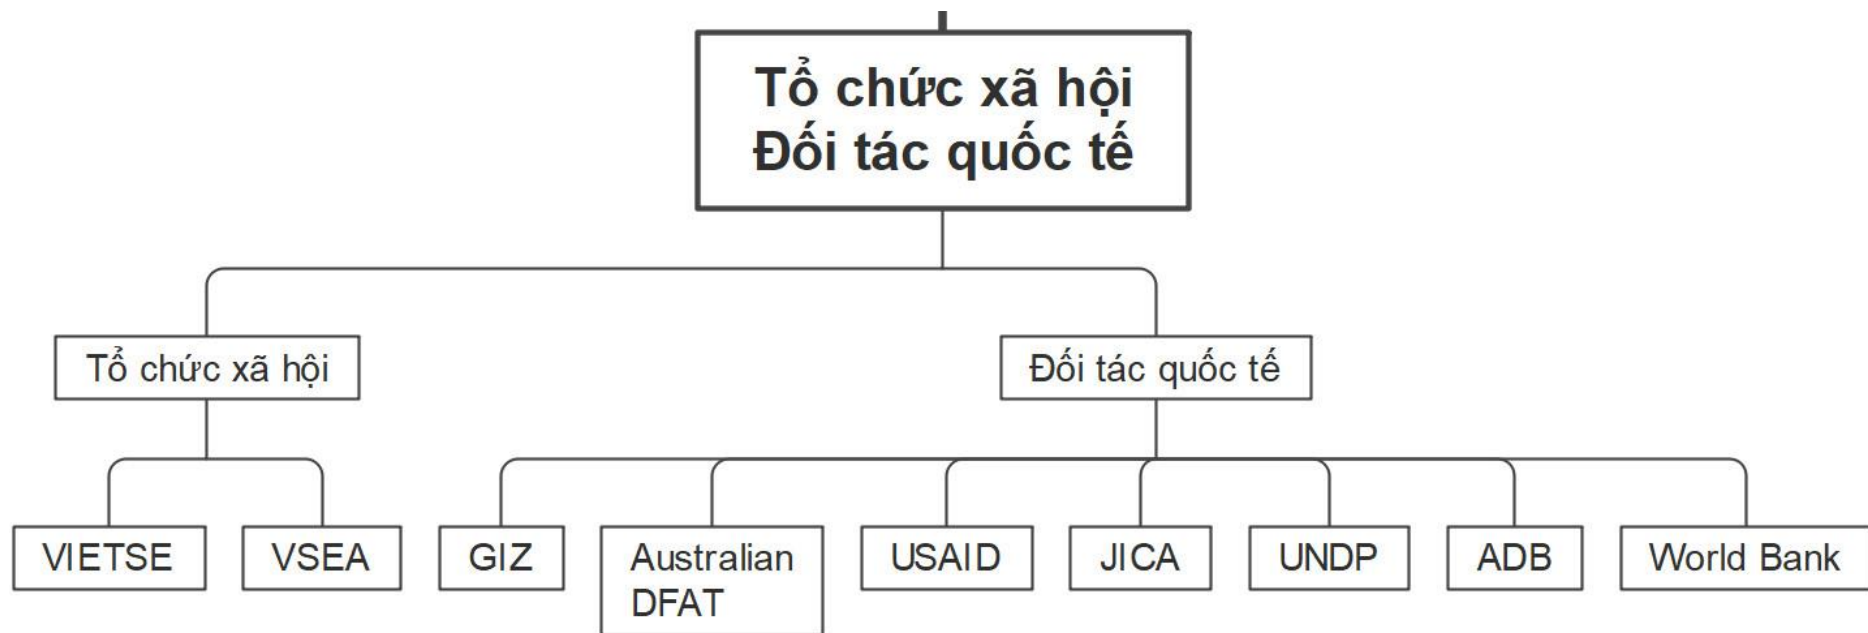 Tổ chức xã hội
Đối tác quốc tế
Tổ chức xã hội
Đối tác quốc tế
VIETSE
VSEA
GIZ
Australian
DFAT
USAID
JICA
UNDP
ADB
World Bank